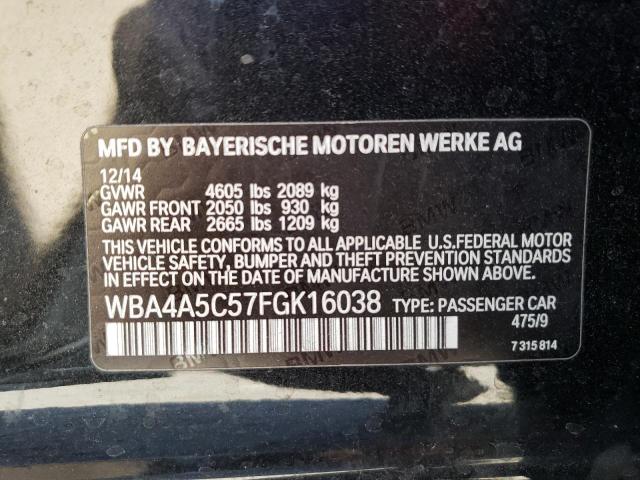 MFD BY BAYERISCHE MOTOREN WERKE AG
12/14
GVWR 4605 lbs 2089 kg
GAWR FRONT 2050 lbs 930 kg
GAWR REAR 2665 lbs 1209 kg
THIS VEHICLE CONFORMS TO ALL APPLICABLE U.S.FEDERAL MOTOR
VEHICLE SAFETY, BUMPER AND THEFT PREVENTION STANDARDS
IN EFFECT ON THE DATE OF MANUFACTURE SHOWN ABOVE.
WBA4A5C57FGK16038 TYPE: PASSENGER CAR
475/9
7 315 814